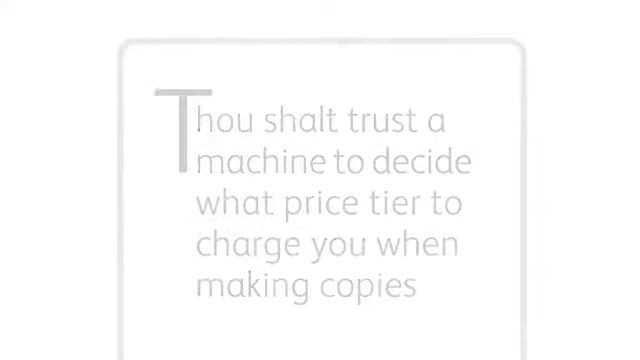 Thou shalt trust a
machine to decide
what price tier to
charge you when
making copies